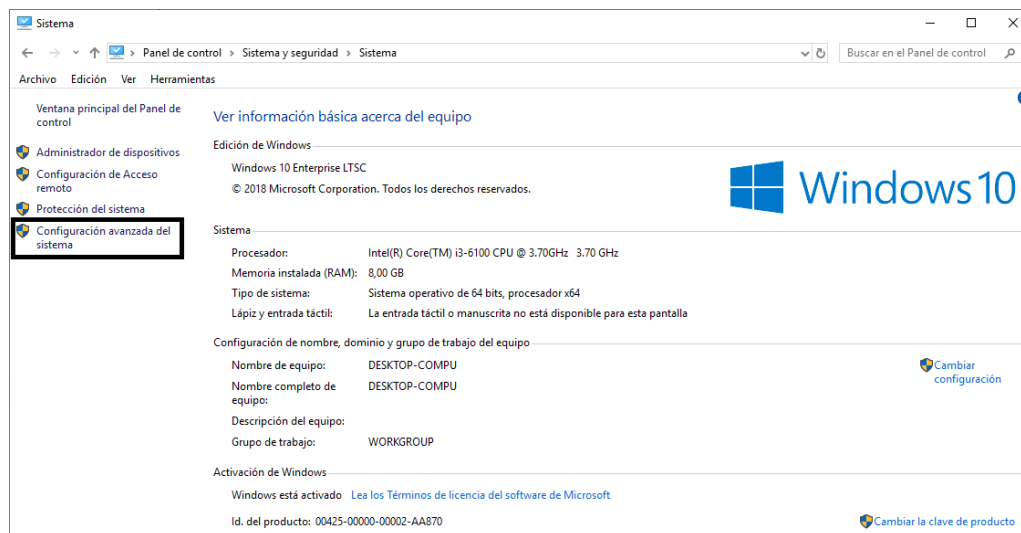 Sistema
Panel de control > Sistema y seguridad > Sistema
Buscar en el Panel de control
Archivo Edición Ver Herramientas
Ventana principal del Panel de
control
Administrador de dispositivos
Configuración de Acceso
remoto
Protección del sistema
Configuración avanzada del
sistema
Ver información básica acerca del equipo
Edición de Windows
Windows 10 Enterprise LTSC
© 2018 Microsoft Corporation. Todos los derechos reservados.
Windows 10
Sistema
Procesador: Intel(R) Core(TM) i3-6100 CPU @ 3.70GHz 3.70 GHz
Memoria instalada (RAM): 8,00 GB
Tipo de sistema: Sistema operativo de 64 bits, procesador x64
Lápiz y entrada táctil: La entrada táctil o manuscrita no está disponible para esta pantalla
Configuración de nombre, dominio y grupo de trabajo del equipo
Nombre de equipo: DESKTOP-COMPU
Cambiar
configuración
Nombre completo de
equipo: DESKTOP-COMPU
Descripción del equipo:
Grupo de trabajo: WORKGROUP
Activación de Windows
Windows está activado Lea los Términos de licencia del software de Microsoft
Id. del producto: 00425-00000-00002-AA870
Cambiar la clave de producto